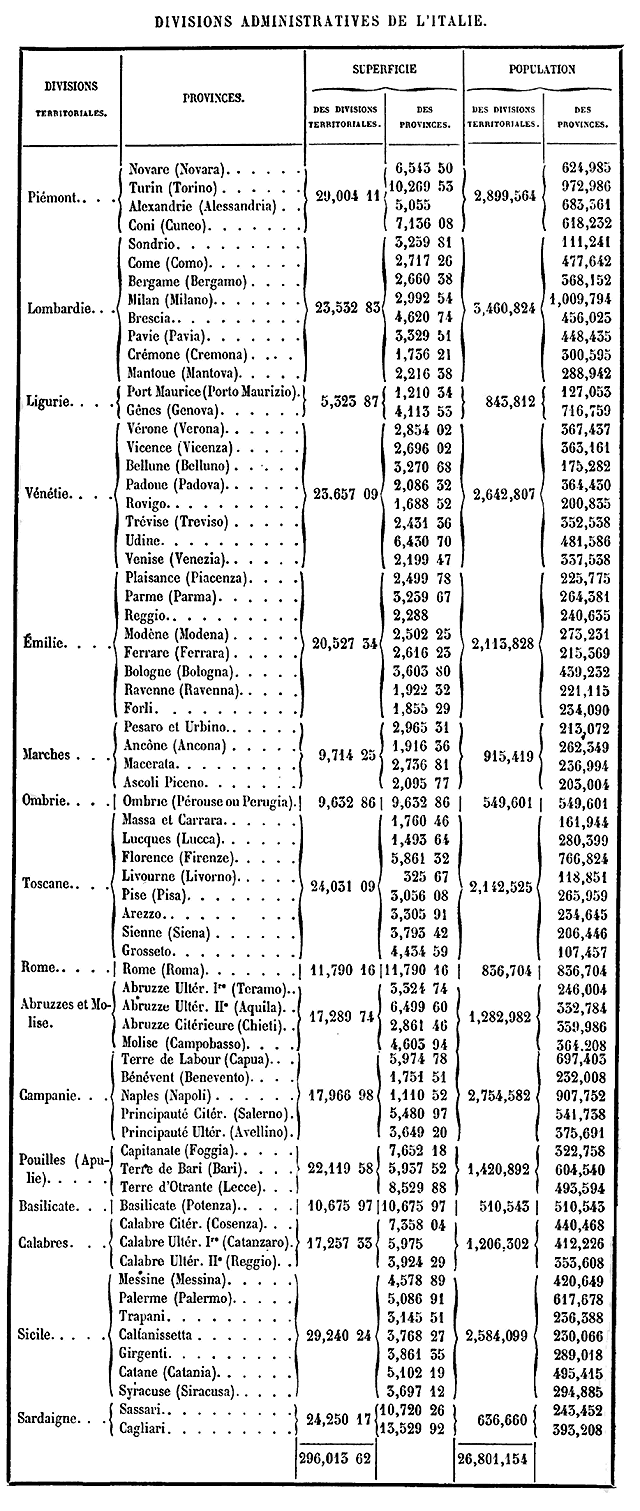 DIVISIONS ADMINISTRATIVES DE L'ITALIE.
DIVISIONS TERRITORIALES. PROVINCES. SUPERFICIE POPULATION
DES DIVISIONS TERRITORIALES. DES PROVINCES. DES DIVISIONS TERRITORIALES. DES PROVINCES.
Novare (Novara). . . . . . 6,543 50 624,985
Piémont. . . . Turin (Torino) . . . . . . 29,004 11 10,269 53 2,899,564 972,986
Alexandrie (Alessandria) . . 5,055 683,361
Coni (Cuneo) . . . . . . 7,136 08 618,232
Sondrio. . . . . . . . . 3,259 81 111,241
Come (Como). . . . . . . 2,717 26 477,642
Bergame (Bergamo) . . . . 2,660 38 368,152
Lombardie. . . Milan (Milano) . . . . . . 23,532 83 2,992 54 3,460,824 1,009,794
Brescia. . . . . . . . . 4,620 74 456,023
Pavie (Pavia). . . . . . . 3,329 51 448,435
Crémone (Cremona) . . . . 1,736 21 300,595
Mantoue (Mantova). . . . . 2,216 38 288,942
Ligurie. . . . Port Maurice (Porto Maurizio). 5,323 87 1,210 34 843,812 127,053
Gênes (Genova). . . . . . 4,113 53 716,759
Vérone (Verona). . . . . . 2,854 02 367,437
Vicence (Vicenza). . . . . 2,696 02 363,161
Bellune (Belluno) . . . . . 3,270 68 175,282
Vénétie. . . . Padoue (Padova). . . . . . 23.657 09 2,086 32 2,642,807 364,430
Rovigo. . . . . . . . . 1,688 52 200,835
Trévise (Treviso) . . . . . 2,431 36 352,538
Udine. . . . . . . . . . 6,430 70 481,586
Venise (Venezia). . . . . . 2,199 47 337,538
Plaisance (Piacenza). . . . 2,499 78 225,775
Parme (Parma). . . . . . . 3,239 67 264,381
Reggio. . . . . . . . . 2,288 240,635
Émilie. . . . Modène (Modena) . . . . . 20,527 34 2,502 25 2,113,828 273,231
Ferrare (Ferrara) . . . . . 2,616 23 215,369
Bologne (Bologna). . . . . 3,603 80 439,232
Ravenne (Ravenna). . . . . 1,922 32 221,115
Forli. . . . . . . . . . 1,855 29 234,090
Pesaro et Urbino. . . . . . 2,965 31 213,072
Marches . . . Ancône (Ancona) . . . . . 9,714 25 1,916 36 915,419 262,349
Macerata. . . . . . . . 2,736 81 236,994
Ascoli Piceno. . . . . . . 2,095 77 203,004
Ombrie. . . . Ombrie (Pérouse ou Perugia). 9,632 86 9,632 86 549,601 549,601
Massa et Carrara. . . . . . 1,760 46 161,944
Lucques (Lucca). . . . . . 1,493 64 280,399
Florence (Firenze). . . . . 5,861 32 766,824
Toscane. . . . Livourne (Livorno). . . . . 24,031 09 325 67 2,142,525 118,851
Pise (Pisa). . . . . . . . 3,056 08 265,959
Arezzo. . . . . . . . . 3,305 91 234,645
Sienne (Siena) . . . . . . 3,793 42 206,446
Grosseto. . . . . . . . 4,434 59 107,457
Rome. . . . . Rome (Roma). . . . . . . 11,790 16 11,790 16 836,704 836,704
Abruzze Ultér. Iʳᵉ (Teramo). . 3,324 74 246,004
Abruzzes et Mo- Abruzze Ultér. IIᵉ (Aquila). . 17,289 74 6,499 60 1,282,982 332,784
lise. Abruzze Citérieure (Chieti). . 2,861 46 339,986
Molise (Campobasso). . . . 4,603 94 364.208
Terre de Labour (Capua). . . 5,974 78 697,403
Bénévent (Benevento). . . . 1,751 51 232,008
Campanie. . . Naples (Napoli) . . . . . . 17,966 98 1,110 52 2,754,582 907,752
Principauté Citér. (Salerno). 5,480 97 541,738
Principauté Ultér. (Avellino). 3,649 20 375,691
Capitanate (Foggia). . . . . 7,652 18 322,758
Pouilles (Apu- Terre de Bari (Bari). . . . . 22,119 58 5,937 52 1,420,892 604,540
lie). . . . . Terre d'Otrante (Lecce). . . 8,529 88 493,594
Basilicate. . . Basilicate (Potenza). . . . . 10,675 97 10,675 97 510,543 510,543
Calabre Citér. (Cosenza). . . 7,358 04 440,468
Calabres. . . . Calabre Ultér. Iʳᵉ (Catanzaro). 17,257 33 5,975 1,206,302 412,226
Calabre Ultér. IIᵉ (Reggio). . 3,924 29 353,608
Messine (Messina). . . . . 4,578 89 420,649
Palerme (Palermo). . . . . 5,086 91 617,678
Trapani. . . . . . . . . 3,145 51 236,388
Sicile. . . . . Calfanissetta . . . . . . . 29,240 24 3,768 27 2,584,099 230,066
Girgenti. . . . . . . . . 3,861 35 289,018
Catane (Catania). . . . . . 5,102 19 495,415
Syracuse (Siracusa). . . . . 3,697 12 294,885
Sardaigne. . . Sassari. . . . . . . . . 24,250 17 10,720 26 636,660 243,452
Cagliari. . . . . . . . . 13,529 92 393,208
296,013 62 26,801,154